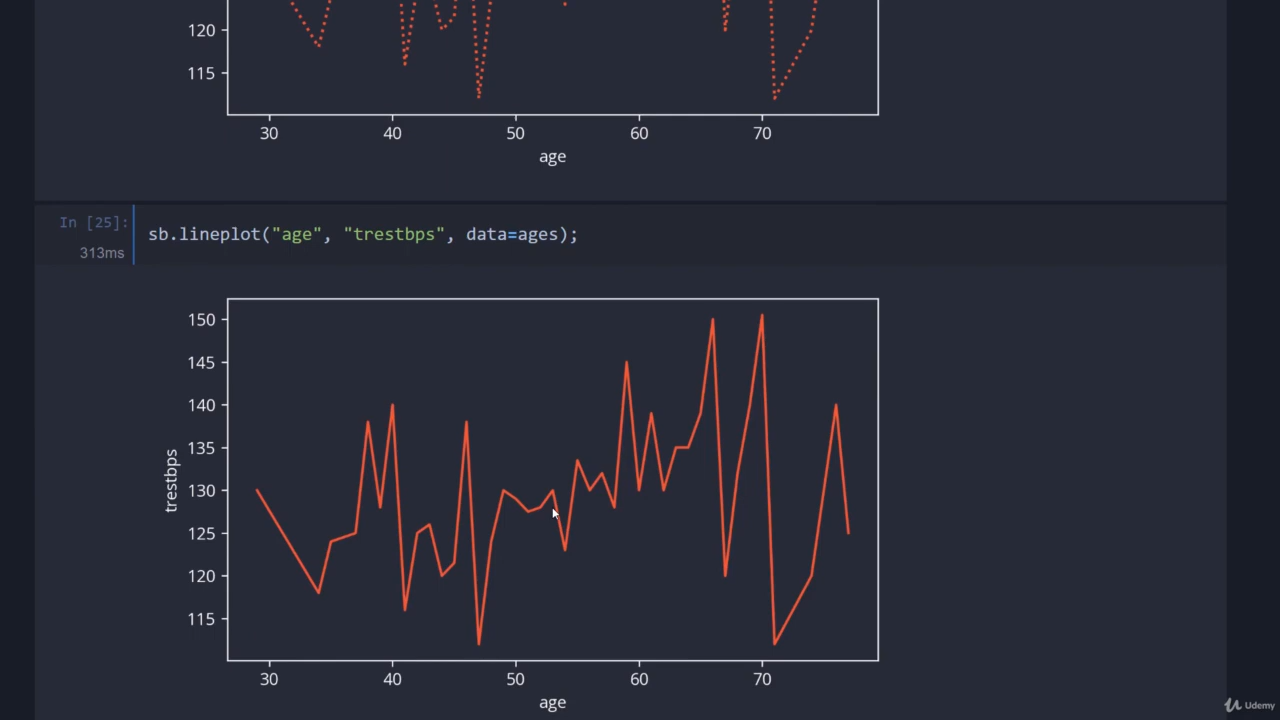 120
115
30 40 50 60 70
age
In [25]:
sb.lineplot("age", "trestbps", data=ages);
313ms
150
145
140
135
130
125
120
115
trestbps
30 40 50 60 70
age
Udemy